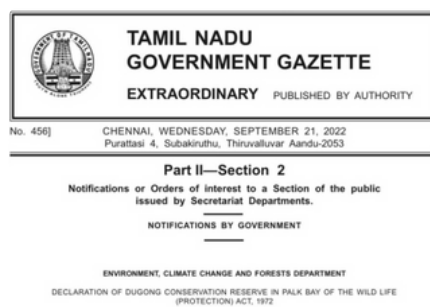 TAMIL NADU
GOVERNMENT GAZETTE
EXTRAORDINARY PUBLISHED BY AUTHORITY
No. 456]
CHENNAI, WEDNESDAY, SEPTEMBER 21, 2022
Purattasi 4, Subakiruthu, Thiruvalluvar Aandu-2053
Part II—Section 2
Notifications or Orders of interest to a Section of the public
issued by Secretariat Departments.
NOTIFICATIONS BY GOVERNMENT
ENVIRONMENT, CLIMATE CHANGE AND FORESTS DEPARTMENT
DECLARATION OF DUGONG CONSERVATION RESERVE IN PALK BAY OF THE WILD LIFE
(PROTECTION) ACT, 1972